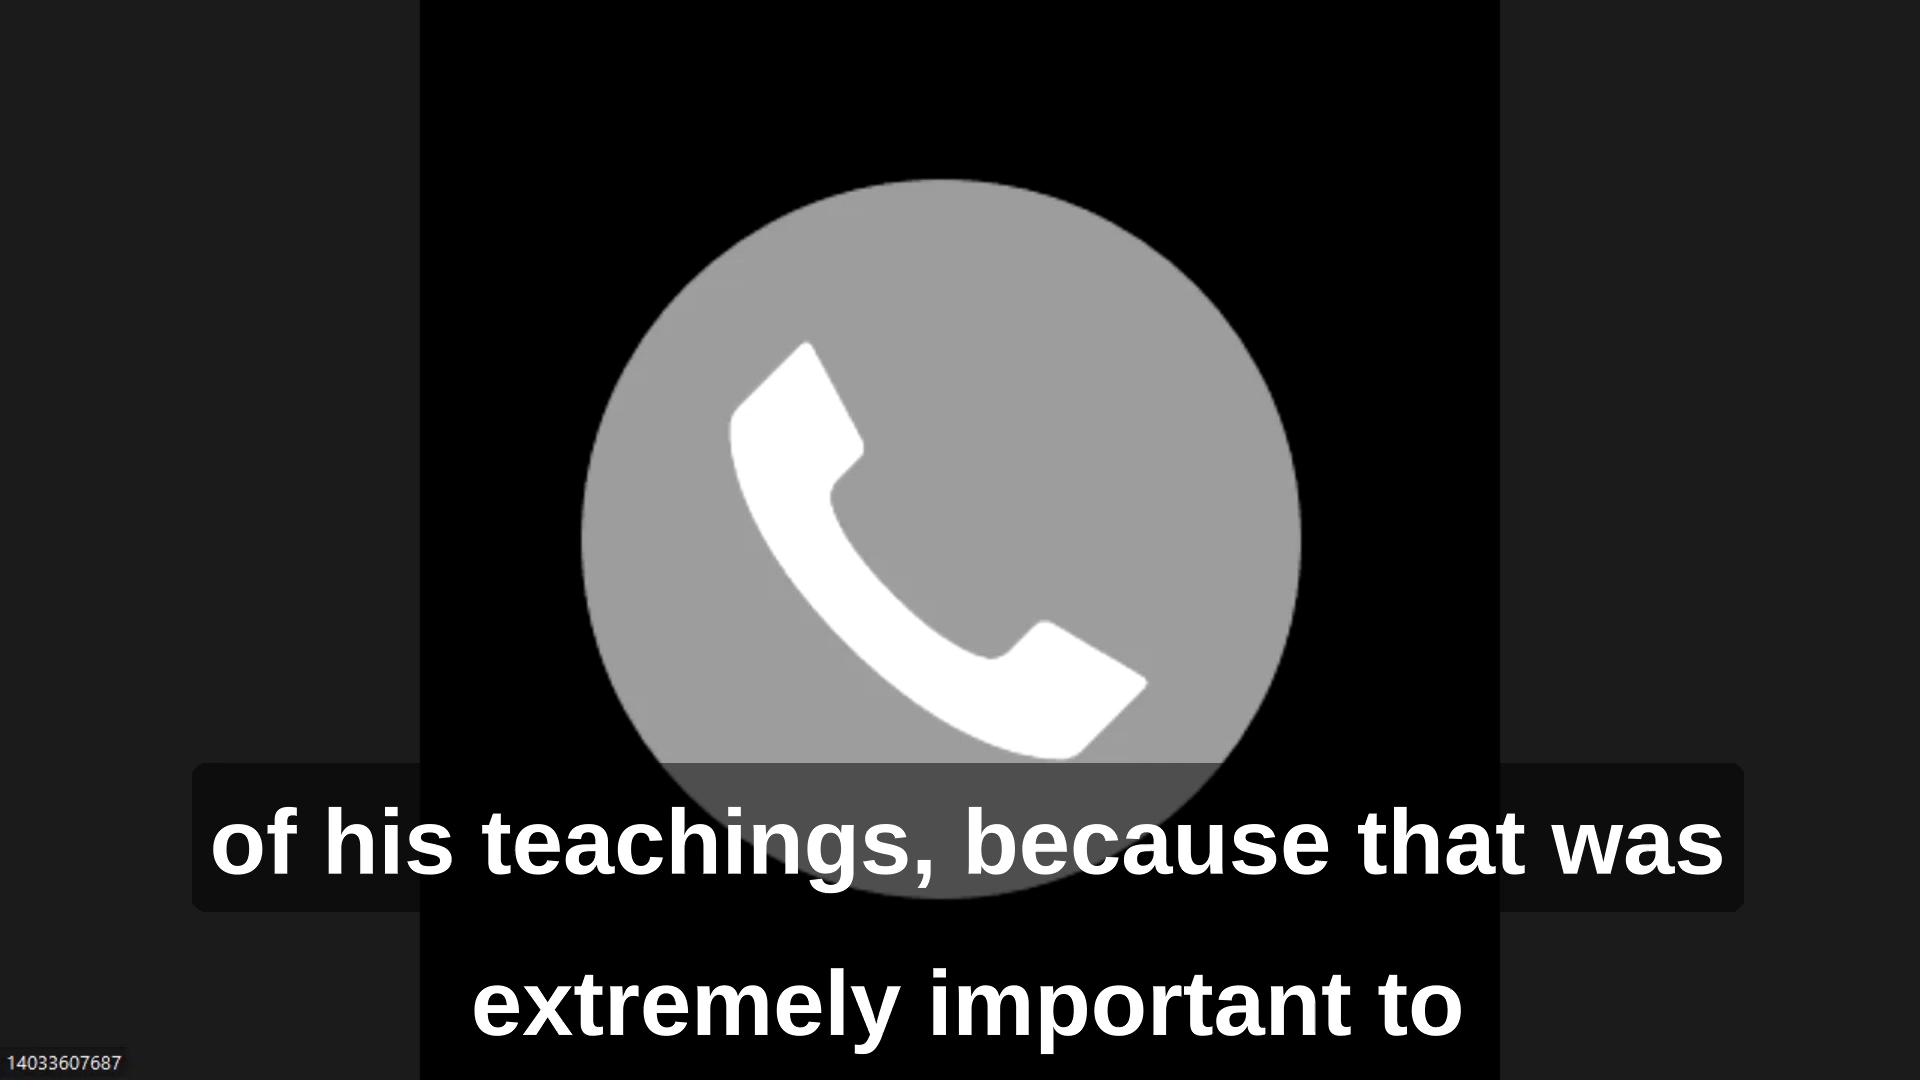 of his teachings, because that was
extremely important to
14033607687